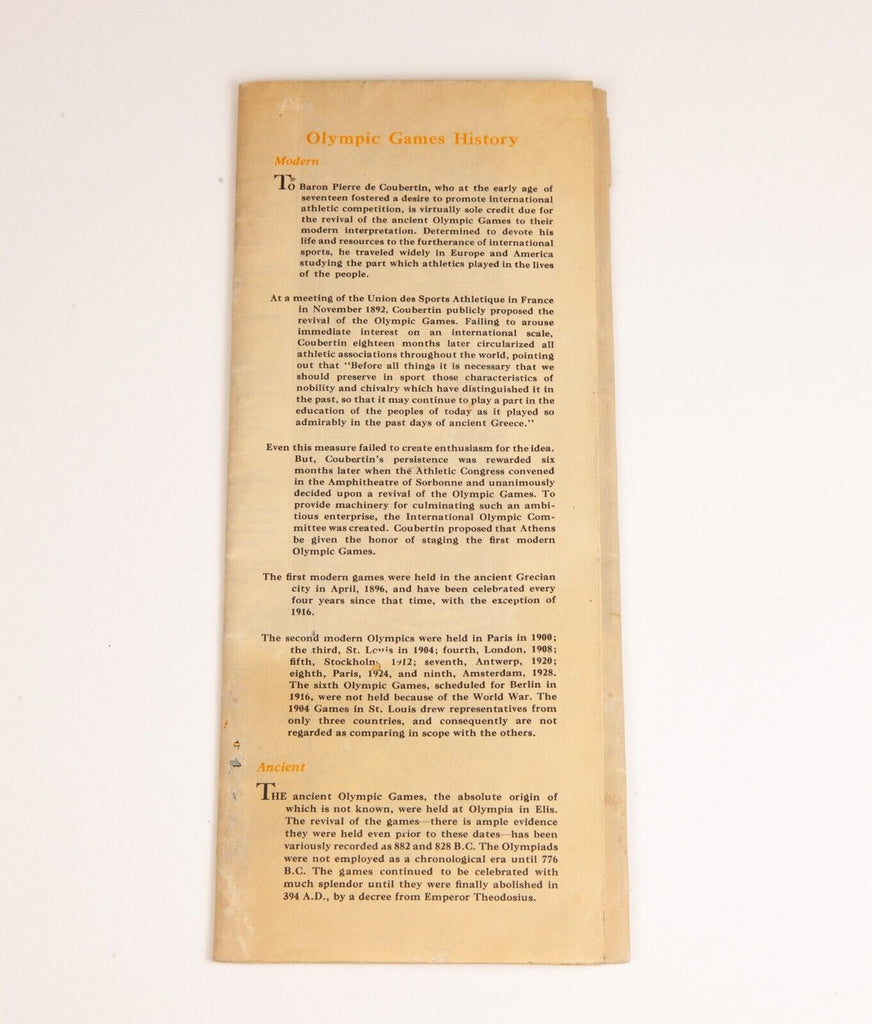 Olympic Games History
Modern
To Baron Pierre de Coubertin, who at the early age of
seventeen fostered a desire to promote international
athletic competition, is virtually sole credit due for
the revival of the ancient Olympic Games to their
modern interpretation. Determined to devote his
life and resources to the furtherance of international
sports, he traveled widely in Europe and America
studying the part which athletics played in the lives
of the people.
At a meeting of the Union des Sports Athletique in France
in November 1892, Coubertin publicly proposed the
revival of the Olympic Games. Failing to arouse
immediate interest on an international scale,
Coubertin eighteen months later circularized all
athletic associations throughout the world, pointing
out that "Before all things it is necessary that we
should preserve in sport those characteristics of
nobility and chivalry which have distinguished it in
the past, so that it may continue to play a part in the
education of the peoples of today as it played so
admirably in the past days of ancient Greece."
Even this measure failed to create enthusiasm for the idea.
But, Coubertin's persistence was rewarded six
months later when the Athletic Congress convened
in the Amphitheatre of Sorbonne and unanimously
decided upon a revival of the Olympic Games. To
provide machinery for culminating such an ambi-
tious enterprise, the International Olympic Com-
mittee was created. Coubertin proposed that Athens
be given the honor of staging the first modern
Olympic Games.
The first modern games were held in the ancient Grecian
city in April, 1896, and have been celebrated every
four years since that time, with the exception of
1916.
The second modern Olympics were held in Paris in 1900;
the third, St. Louis in 1904; fourth, London, 1908;
fifth, Stockholm, 1912; seventh, Antwerp, 1920;
eighth, Paris, 1924, and ninth, Amsterdam, 1928.
The sixth Olympic Games, scheduled for Berlin in
1916, were not held because of the World War. The
1904 Games in St. Louis drew representatives from
only three countries, and consequently are not
regarded as comparing in scope with the others.
Ancient
THE ancient Olympic Games, the absolute origin of
which is not known, were held at Olympia in Elis.
The revival of the games—there is ample evidence
they were held even prior to these dates—has been
variously recorded as 882 and 828 B.C. The Olympiads
were not employed as a chronological era until 776
B.C. The games continued to be celebrated with
much splendor until they were finally abolished in
394 A.D., by a decree from Emperor Theodosius.